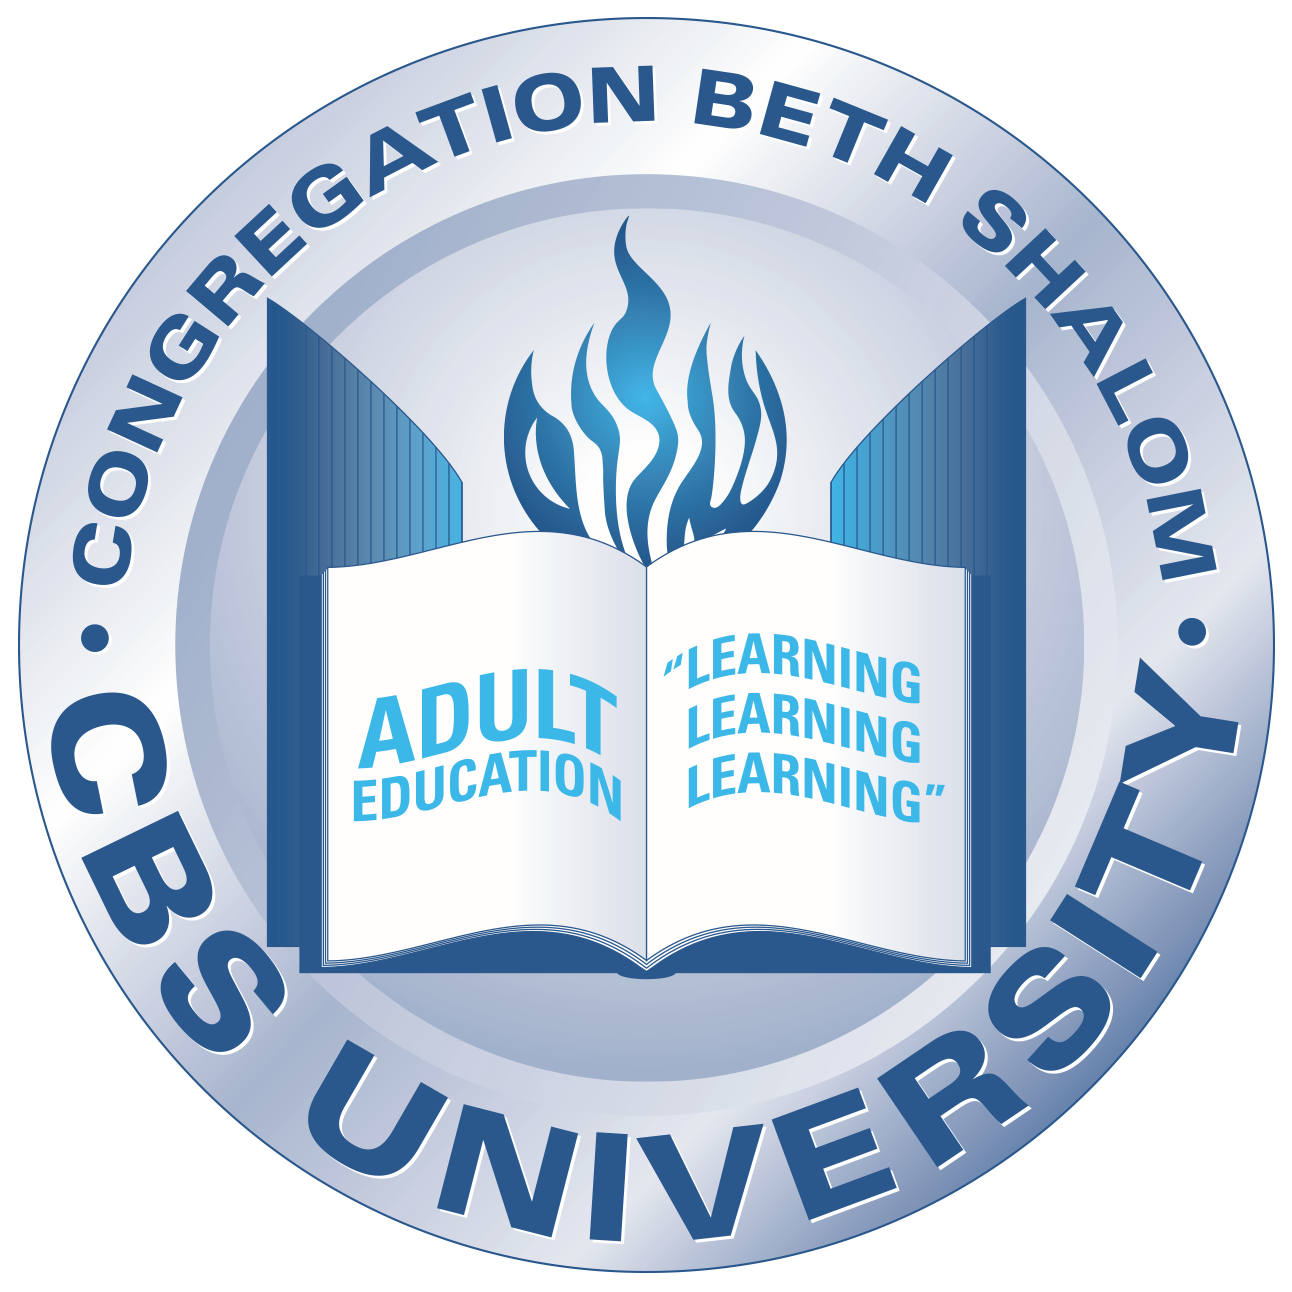 CONGREGATION BETH SHALOM
ADULT
EDUCATION
"LEARNING
LEARNING
LEARNING"
• CBS UNIVERSITY •